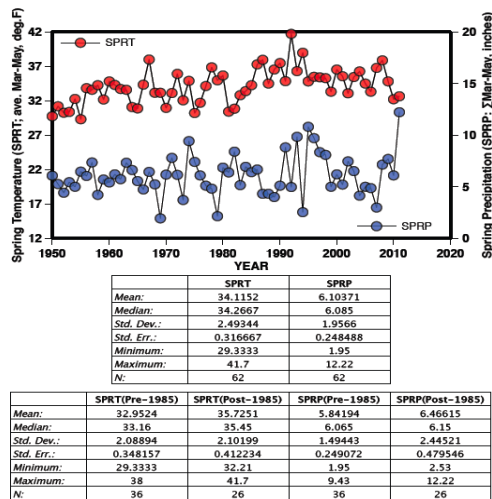 Spring Temperature (SPRT; ave. Mar-May, deg.F)
42
37
32
27
22
17
12
SPRT
SPRP
20
15
10
5
0
Spring Precipitation (SPRP: ΣMar-May, inches)
1950 1960 1970 1980 1990 2000 2010 2020
YEAR
SPRT SPRP
Mean: 34.1152 6.10371
Median: 34.2667 6.085
Std. Dev.: 2.49344 1.9566
Std. Err.: 0.316667 0.248488
Minimum: 29.3333 1.95
Maximum: 41.7 12.22
N: 62 62
SPRT(Pre-1985) SPRT(Post-1985) SPRP(Pre-1985) SPRP(Post-1985)
Mean: 32.9524 35.7251 5.84194 6.46615
Median: 33.16 35.45 6.065 6.15
Std. Dev.: 2.08894 2.10199 1.49443 2.44521
Std. Err.: 0.348157 0.412234 0.249072 0.479546
Minimum: 29.3333 32.21 1.95 2.53
Maximum: 38 41.7 9.43 12.22
N: 36 26 36 26